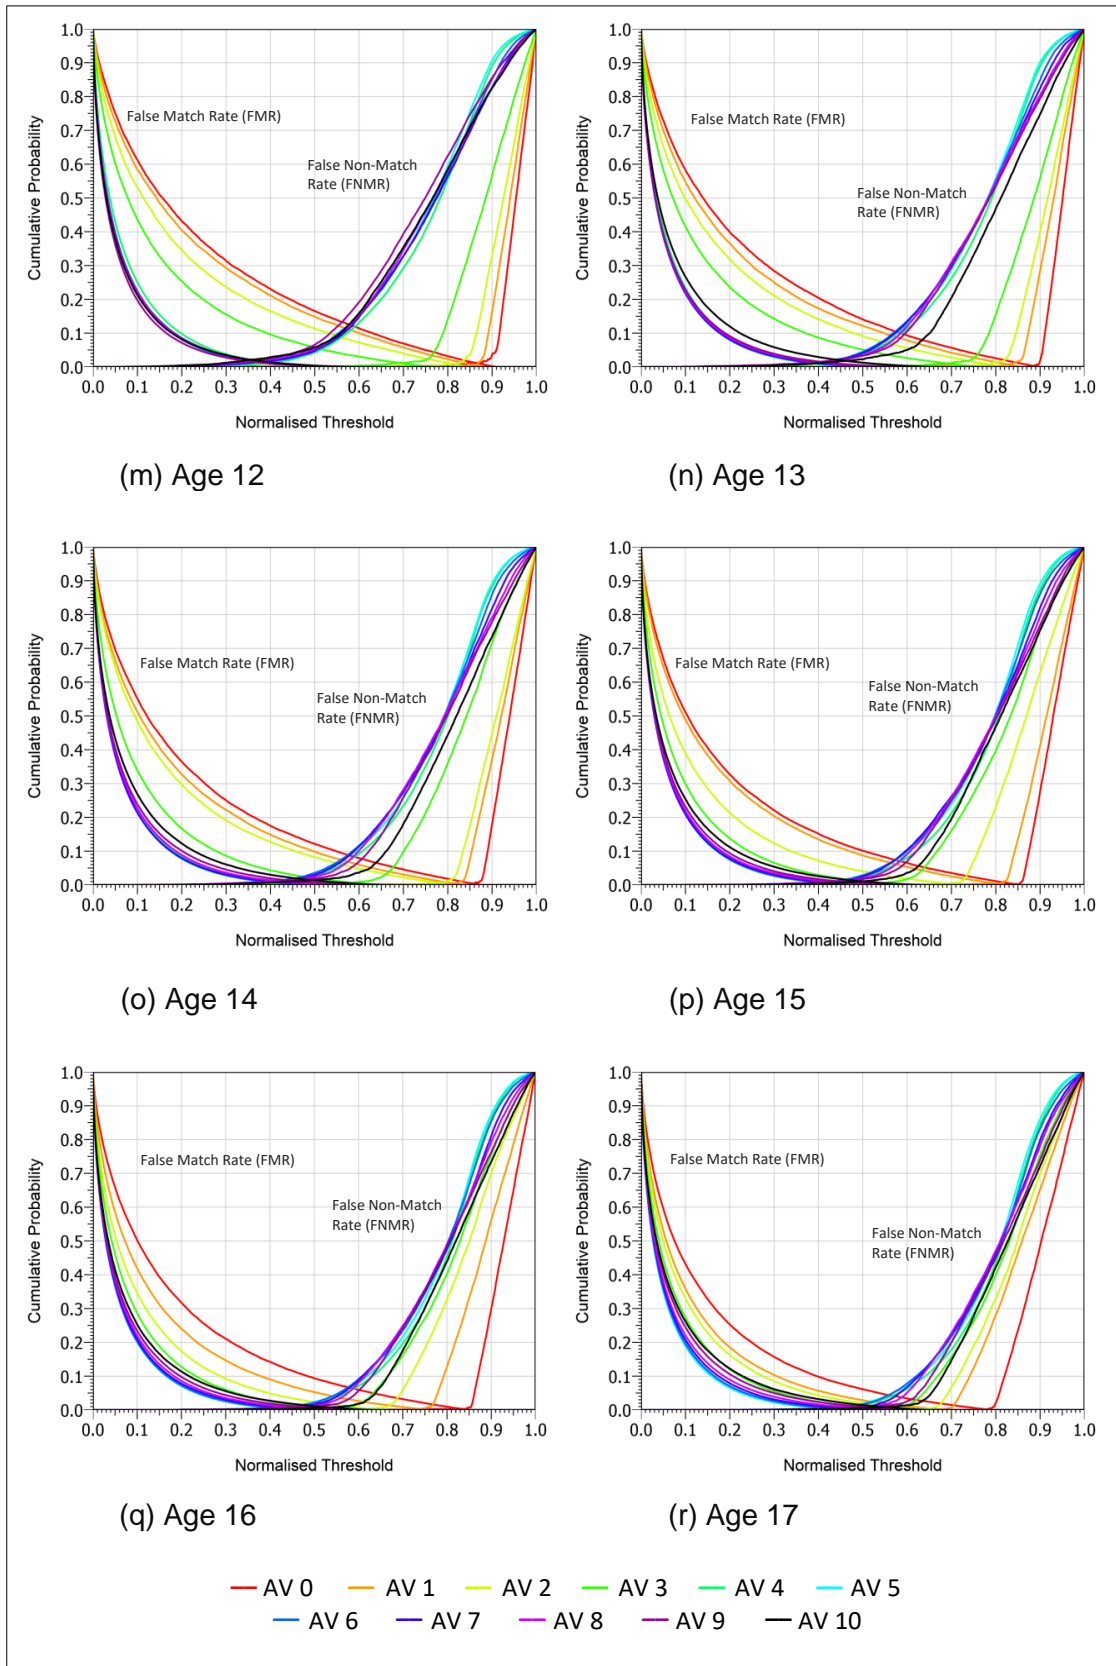 1.0
0.9
0.8
0.7
0.6
0.5
0.4
0.3
0.2
0.1
0.0
Cumulative Probability
False Match Rate (FMR)
False Non-Match
Rate (FNMR)
0.0 0.1 0.2 0.3 0.4 0.5 0.6 0.7 0.8 0.9 1.0
Normalised Threshold
(m) Age 12
1.0
0.9
0.8
0.7
0.6
0.5
0.4
0.3
0.2
0.1
0.0
Cumulative Probability
False Match Rate (FMR)
False Non-Match
Rate (FNMR)
0.0 0.1 0.2 0.3 0.4 0.5 0.6 0.7 0.8 0.9 1.0
Normalised Threshold
(n) Age 13
1.0
0.9
0.8
0.7
0.6
0.5
0.4
0.3
0.2
0.1
0.0
Cumulative Probability
False Match Rate (FMR)
False Non-Match
Rate (FNMR)
0.0 0.1 0.2 0.3 0.4 0.5 0.6 0.7 0.8 0.9 1.0
Normalised Threshold
(o) Age 14
1.0
0.9
0.8
0.7
0.6
0.5
0.4
0.3
0.2
0.1
0.0
Cumulative Probability
False Match Rate (FMR)
False Non-Match
Rate (FNMR)
0.0 0.1 0.2 0.3 0.4 0.5 0.6 0.7 0.8 0.9 1.0
Normalised Threshold
(p) Age 15
1.0
0.9
0.8
0.7
0.6
0.5
0.4
0.3
0.2
0.1
0.0
Cumulative Probability
False Match Rate (FMR)
False Non-Match
Rate (FNMR)
0.0 0.1 0.2 0.3 0.4 0.5 0.6 0.7 0.8 0.9 1.0
Normalised Threshold
(q) Age 16
1.0
0.9
0.8
0.7
0.6
0.5
0.4
0.3
0.2
0.1
0.0
Cumulative Probability
False Match Rate (FMR)
False Non-Match
Rate (FNMR)
0.0 0.1 0.2 0.3 0.4 0.5 0.6 0.7 0.8 0.9 1.0
Normalised Threshold
(r) Age 17
AV 0 AV 1 AV 2 AV 3 AV 4 AV 5
AV 6 AV 7 AV 8 AV 9 AV 10